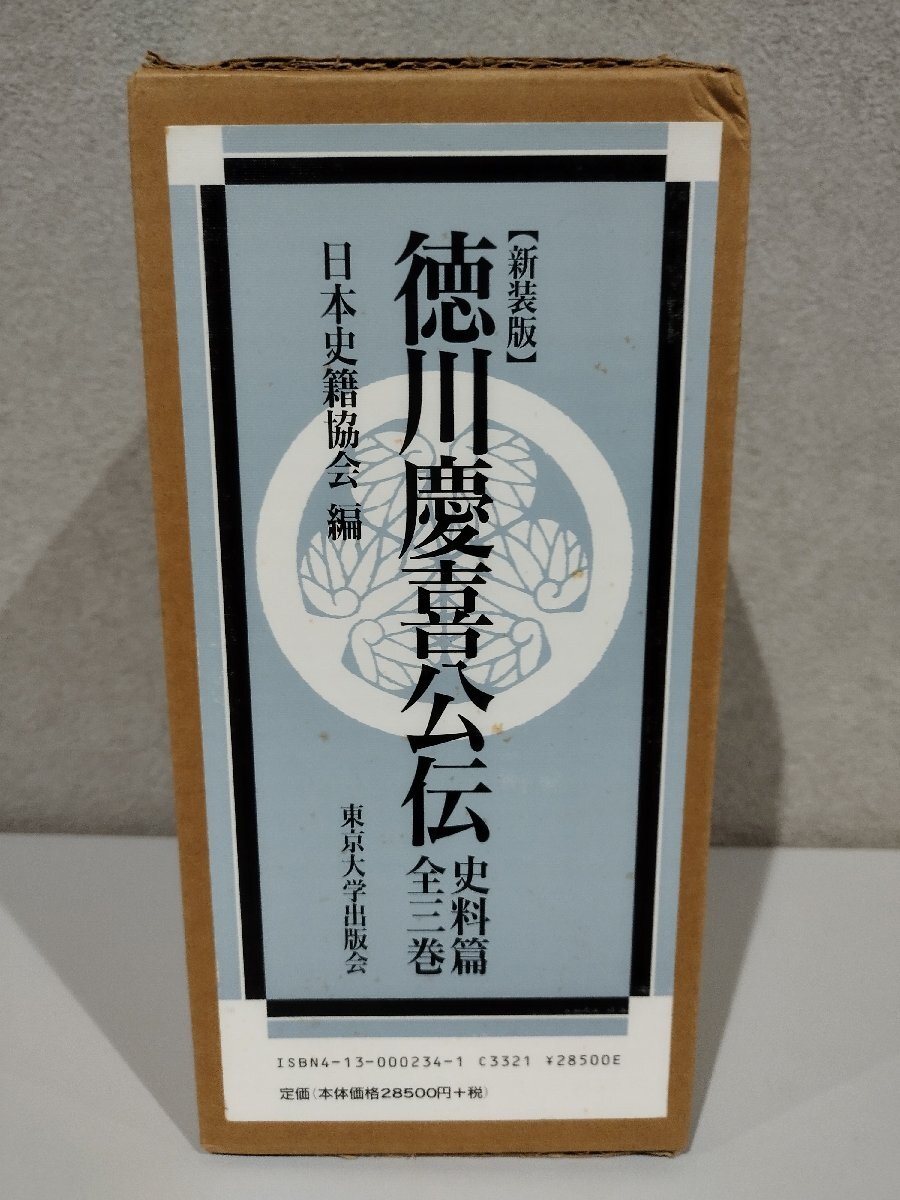 【新装版】
徳川慶喜公伝
史料篇
全三巻
日本史籍協会 編
東京大学出版会
ISBN4-13-000234-1 C3321 ¥28500E
定価(本体価格28500円+税)